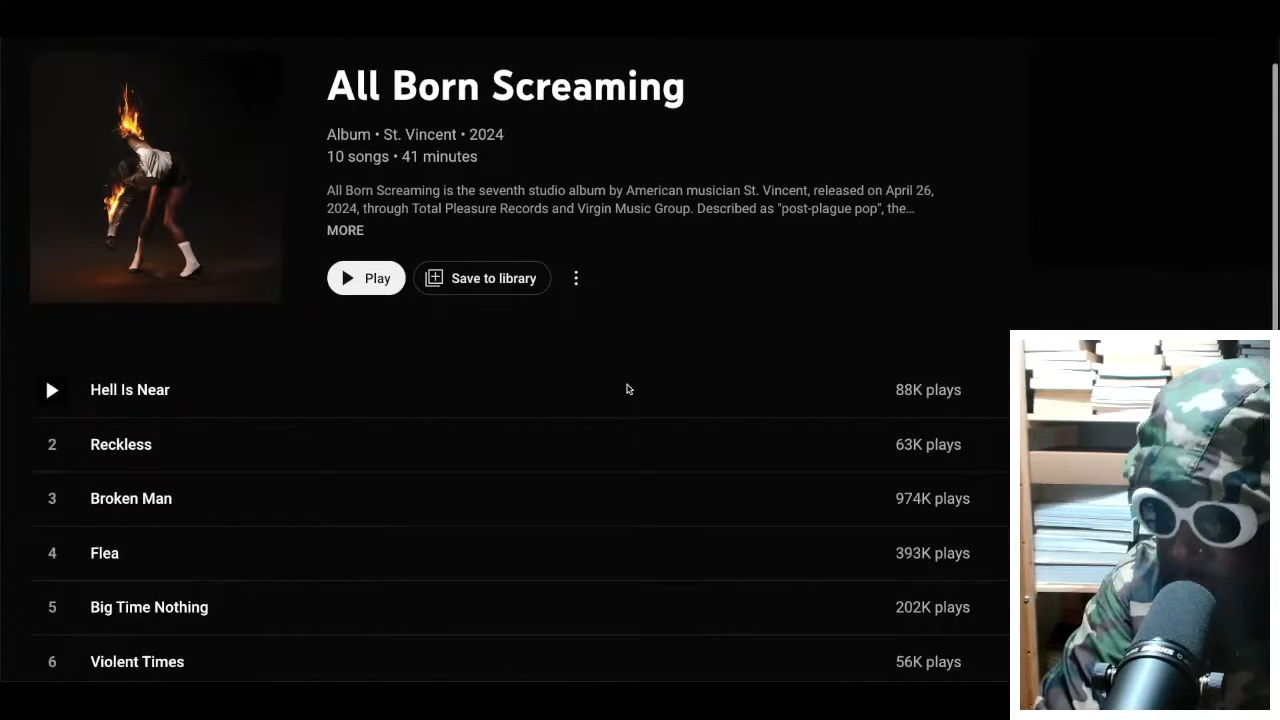 All Born Screaming
Album • St. Vincent • 2024
10 songs • 41 minutes
All Born Screaming is the seventh studio album by American musician St. Vincent, released on April 26,
2024, through Total Pleasure Records and Virgin Music Group. Described as "post-plague pop", the...
MORE
Play
Save to library
Hell Is Near
88K plays
2
Reckless
63K plays
3
Broken Man
974K plays
4
Flea
393K plays
5
Big Time Nothing
202K plays
6
Violent Times
56K plays